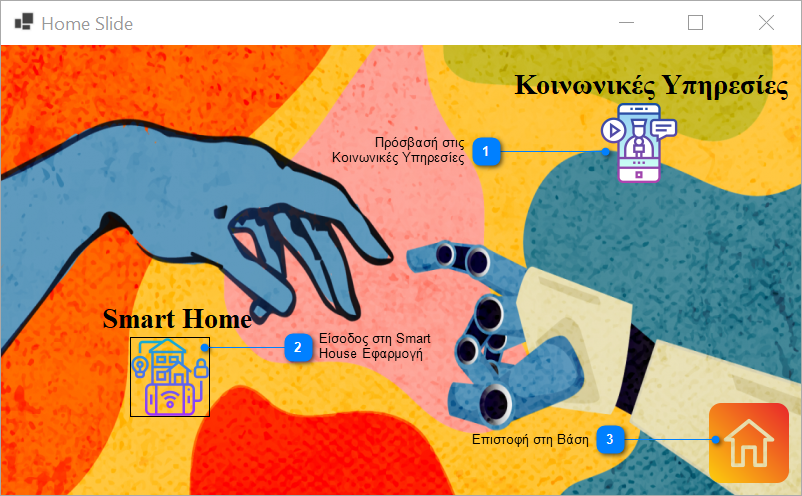 Home Slide
Κοινωνικές Υπηρεσίες
Πρόσβασή στις
Κοινωνικές Υπηρεσίες
1
Smart Home
2
Είσοδος στη Smart
House Εφαρμογή
Επιστοφή στη Βάση
3